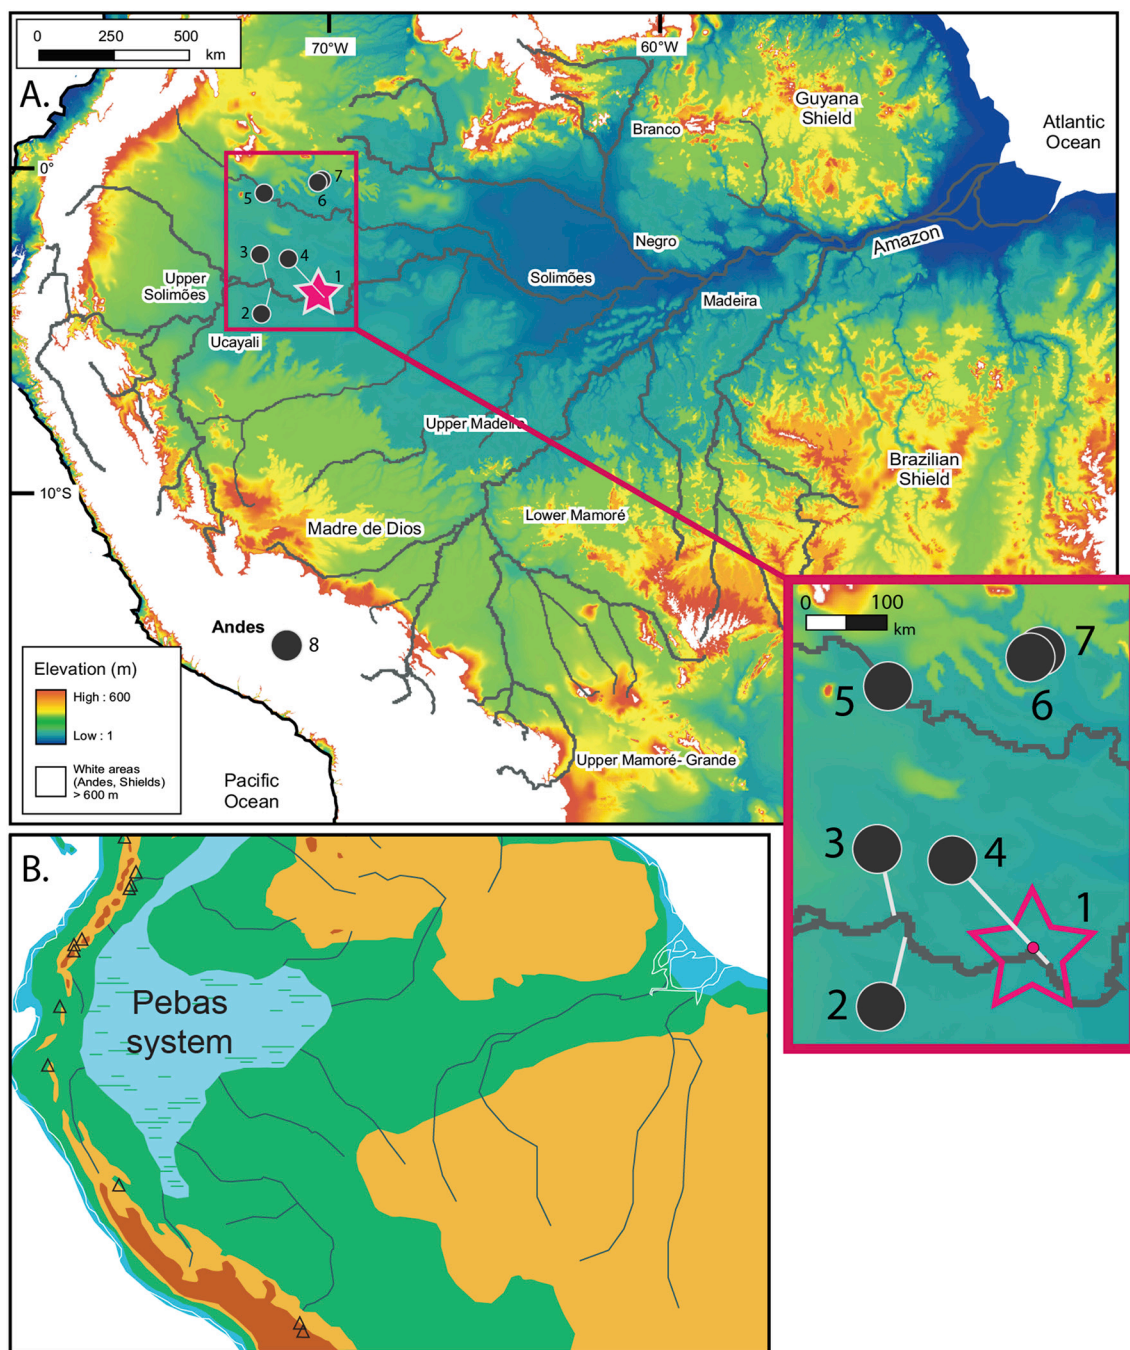 0 250 500
km
70°W
60°W
A.
Guyana
Shield
Branco
Atlantic
Ocean
0°
7
5
6
Negro
Amazon
3
4
Upper
Solimões
1
Solimões
Madeira
2
Ucayali
Upper Madeira
Brazilian
Shield
10°S
Lower Mamoré
Madre de Dios
Andes
8
Elevation (m)
High : 600
Low : 1
White areas
(Andes, Shields)
> 600 m
Pacific
Ocean
Upper Mamoré- Grande
0 100
km
7
5
6
3
4
1
2
B.
Pebas
system